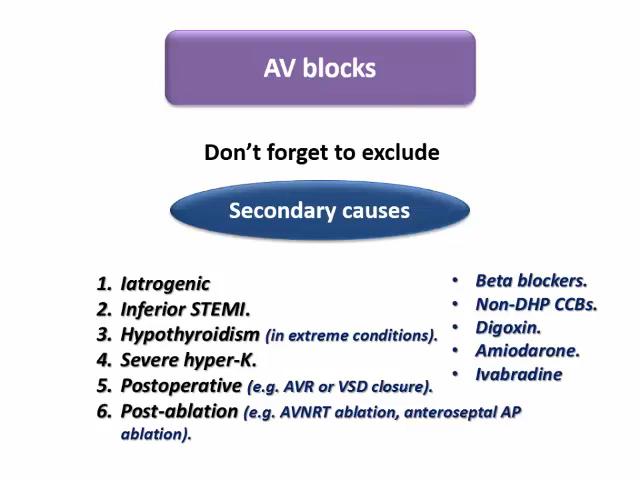 AV blocks
Don't forget to exclude
Secondary causes
1. Iatrogenic
2. Inferior STEMI.
3. Hypothyroidism (in extreme conditions).
4. Severe hyper-K.
5. Postoperative (e.g. AVR or VSD closure).
6. Post-ablation (e.g. AVNRT ablation, anteroseptal AP
ablation).
• Beta blockers.
• Non-DHP CCBs.
• Digoxin.
• Amiodarone.
• Ivabradine